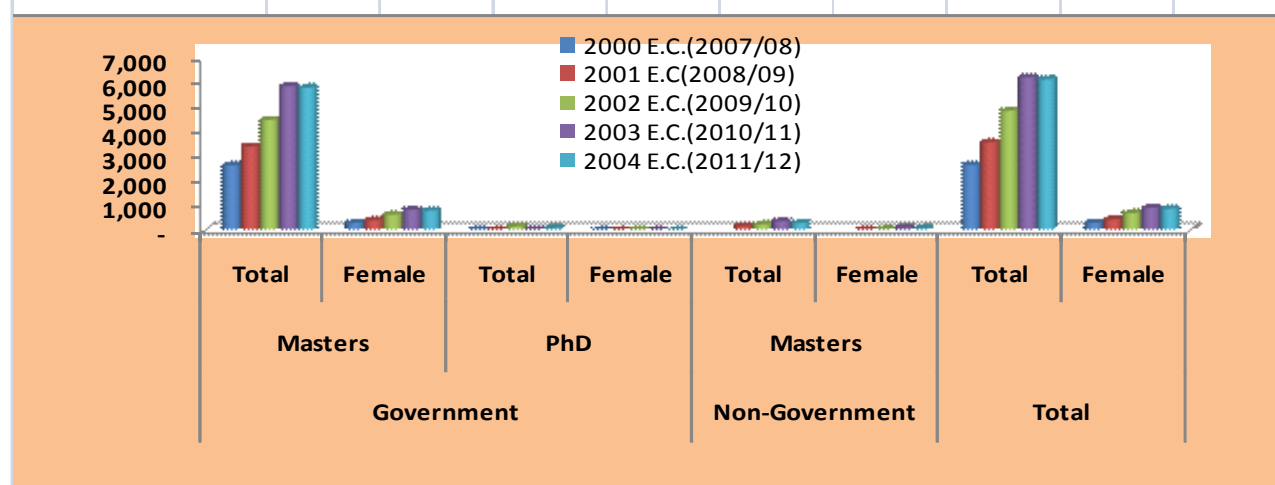 2000 E.C.(2007/08)
2001 E.C(2008/09)
2002 E.C.(2009/10)
2003 E.C.(2010/11)
2004 E.C.(2011/12)
7,000
6,000
5,000
4,000
3,000
2,000
1,000
-
Total Female Total Female Total Female Total Female
Masters PhD Masters
Government Non-Government Total